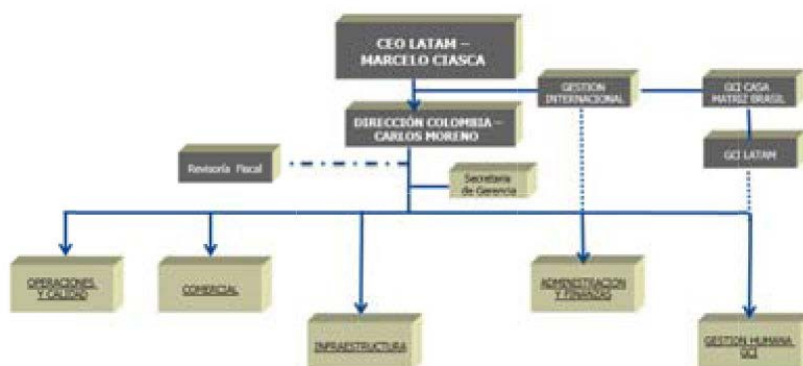 CEO LATAM –
MARCELO CIASCA
GESTION
INTERNACIONAL
GCI CASA
MATRIZ BRASIL
DIRECCIÓN COLOMBIA –
CARLOS MORENO
Revisoría Fiscal
GCI LATAM
Secretaria
de Gerencia
OPERACIONES
Y CALIDAD
COMERCIAL
ADMINISTRACION
Y FINANZAS
INFRAESTRUCTURA
GESTION HUMANA
GCI